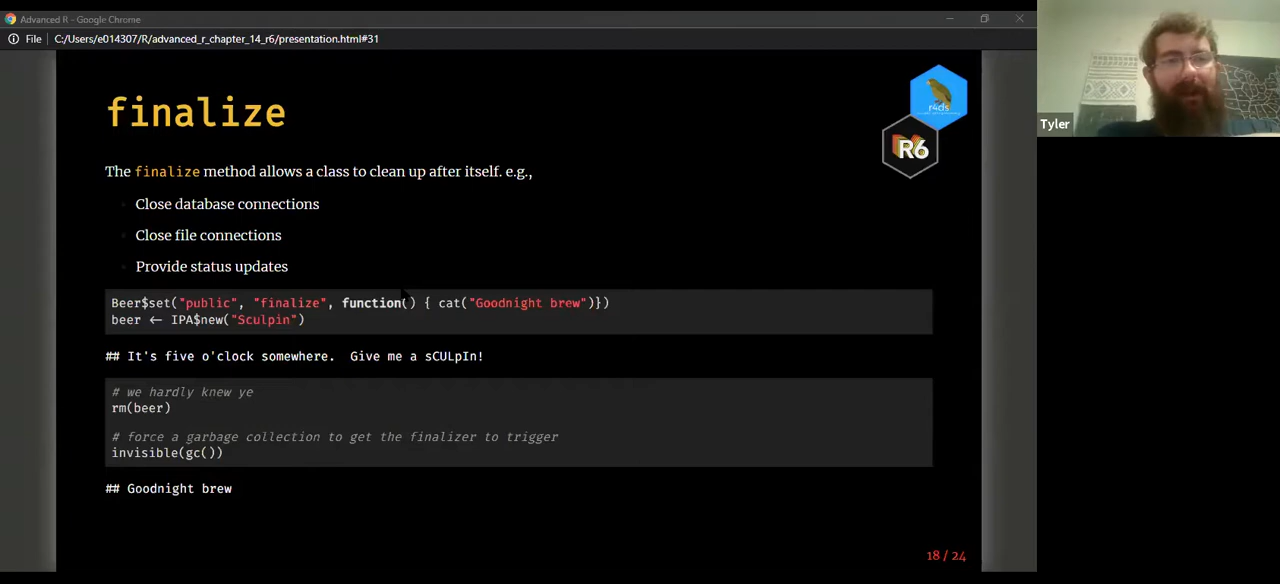 Advanced R - Google Chrome
File C:/Users/e014307/R/advanced_r_chapter_14_r6/presentation.html#31
finalize
r4ds
R6
Tyler
The finalize method allows a class to clean up after itself. e.g.,
Close database connections
Close file connections
Provide status updates
Beer$set("public", "finalize", function() { cat("Goodnight brew")})
beer ← IPA$new("Sculpin")
## It's five o'clock somewhere.  Give me a sCULpIn!
# we hardly knew ye
rm(beer)
# force a garbage collection to get the finalizer to trigger
invisible(gc())
## Goodnight brew
18 / 24